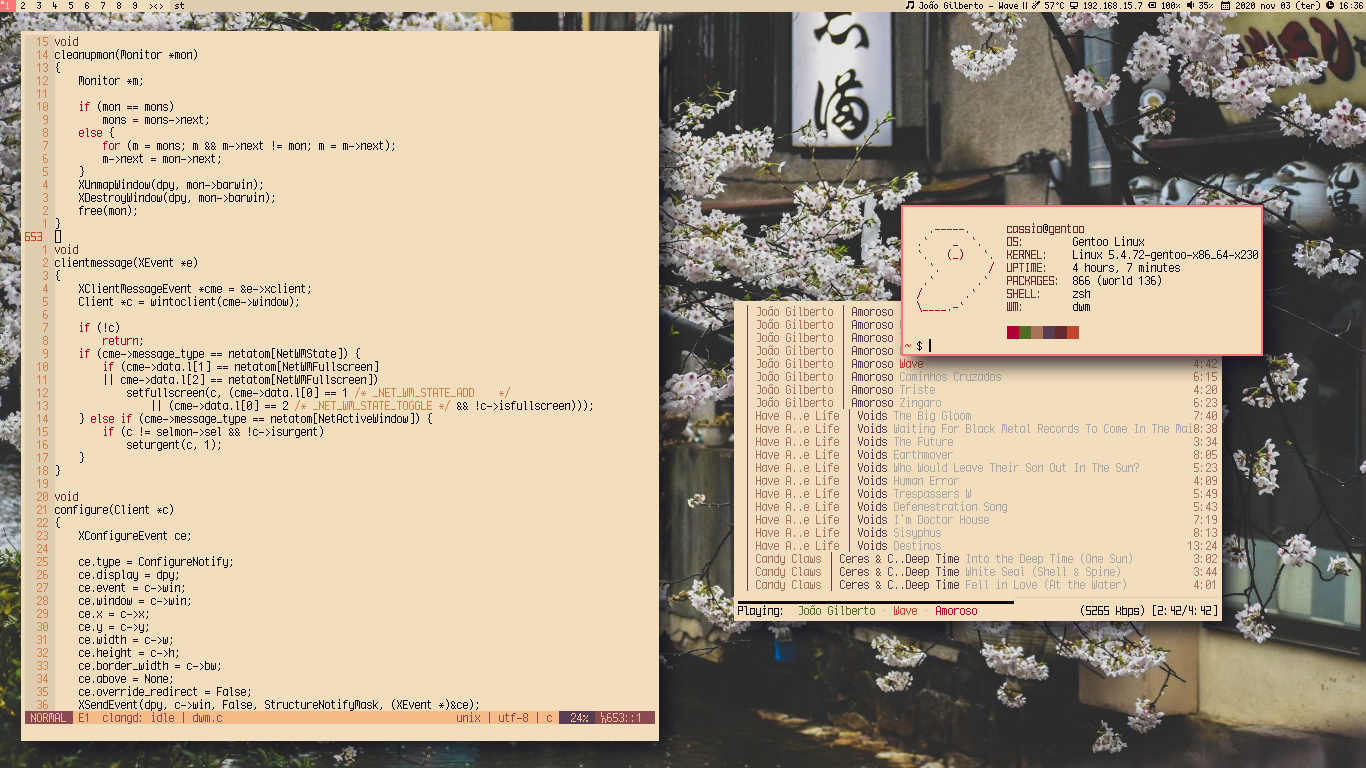 1 2 3 4 5 6 7 8 9 ><> st
João Gilberto - Wave 57°C 192.168.15.7 100% 35% 2020 nov 03 (ter) 16:36
15 void
14 cleanupmon(Monitor *mon)
13 {
12 Monitor *m;
11
10 if (mon == mons)
9 mons = mons->next;
8 else {
7 for (m = mons; m && m->next != mon; m = m->next);
6 m->next = mon->next;
5 }
4 XUnmapWindow(dpy, mon->barwin);
3 XDestroyWindow(dpy, mon->barwin);
2 free(mon);
1 }
653
1 void
2 clientmessage(XEvent *e)
3 {
4 XClientMessageEvent *cme = &e->xclient;
5 Client *c = wintoclient(cme->window);
6
7 if (!c)
8 return;
9 if (cme->message_type == netatom[NetWMState]) {
10 if (cme->data.l[1] == netatom[NetWMFullscreen]
11 || cme->data.l[2] == netatom[NetWMFullscreen])
12 setfullscreen(c, (cme->data.l[0] == 1 /* _NET_WM_STATE_ADD */
13 || (cme->data.l[0] == 2 /* _NET_WM_STATE_TOGGLE */ && !c->isfullscreen)));
14 } else if (cme->message_type == netatom[NetActiveWindow]) {
15 if (c != selmon->sel && !c->isurgent)
16 seturgent(c, 1);
17 }
18 }
19
20 void
21 configure(Client *c)
22 {
23 XConfigureEvent ce;
24
25 ce.type = ConfigureNotify;
26 ce.display = dpy;
27 ce.event = c->win;
28 ce.window = c->win;
29 ce.x = c->x;
30 ce.y = c->y;
31 ce.width = c->w;
32 ce.height = c->h;
33 ce.border_width = c->bw;
34 ce.above = None;
35 ce.override_redirect = False;
36 XSendEvent(dpy, c->win, False, StructureNotifyMask, (XEvent *)&ce);
NORMAL E1 clangd: idle | dwm.c unix | utf-8 | c 24% 653::1
cassio@gentoo
OS: Gentoo Linux
KERNEL: Linux 5.4.72-gentoo-x86_64-x230
UPTIME: 4 hours, 7 minutes
PACKAGES: 866 (world 136)
SHELL: zsh
WM: dwm
~ $
João Gilberto Amoroso
João Gilberto Amoroso
João Gilberto Amoroso
João Gilberto Amoroso
João Gilberto Amoroso Wave 4:42
João Gilberto Amoroso Caminhos Cruzados 6:15
João Gilberto Amoroso Triste 4:20
João Gilberto Amoroso Zingaro 6:23
Have A..e Life Voids The Big Gloom 7:40
Have A..e Life Voids Waiting For Black Metal Records To Come In The Mai8:38
Have A..e Life Voids The Future 3:34
Have A..e Life Voids Earthmover 8:05
Have A..e Life Voids Who Would Leave Their Son Out In The Sun? 5:23
Have A..e Life Voids Human Error 4:09
Have A..e Life Voids Trespassers W 5:49
Have A..e Life Voids Defenestration Song 5:43
Have A..e Life Voids I'm Doctor House 7:19
Have A..e Life Voids Sisyphus 8:13
Have A..e Life Voids Destinos 13:24
Candy Claws Ceres & C..Deep Time Into the Deep Time (One Sun) 3:02
Candy Claws Ceres & C..Deep Time White Seal (Shell & Spine) 3:44
Candy Claws Ceres & C..Deep Time Fell in Love (At the Water) 4:01
Playing: João Gilberto · Wave · Amoroso (5265 kbps) [2:42/4:42]